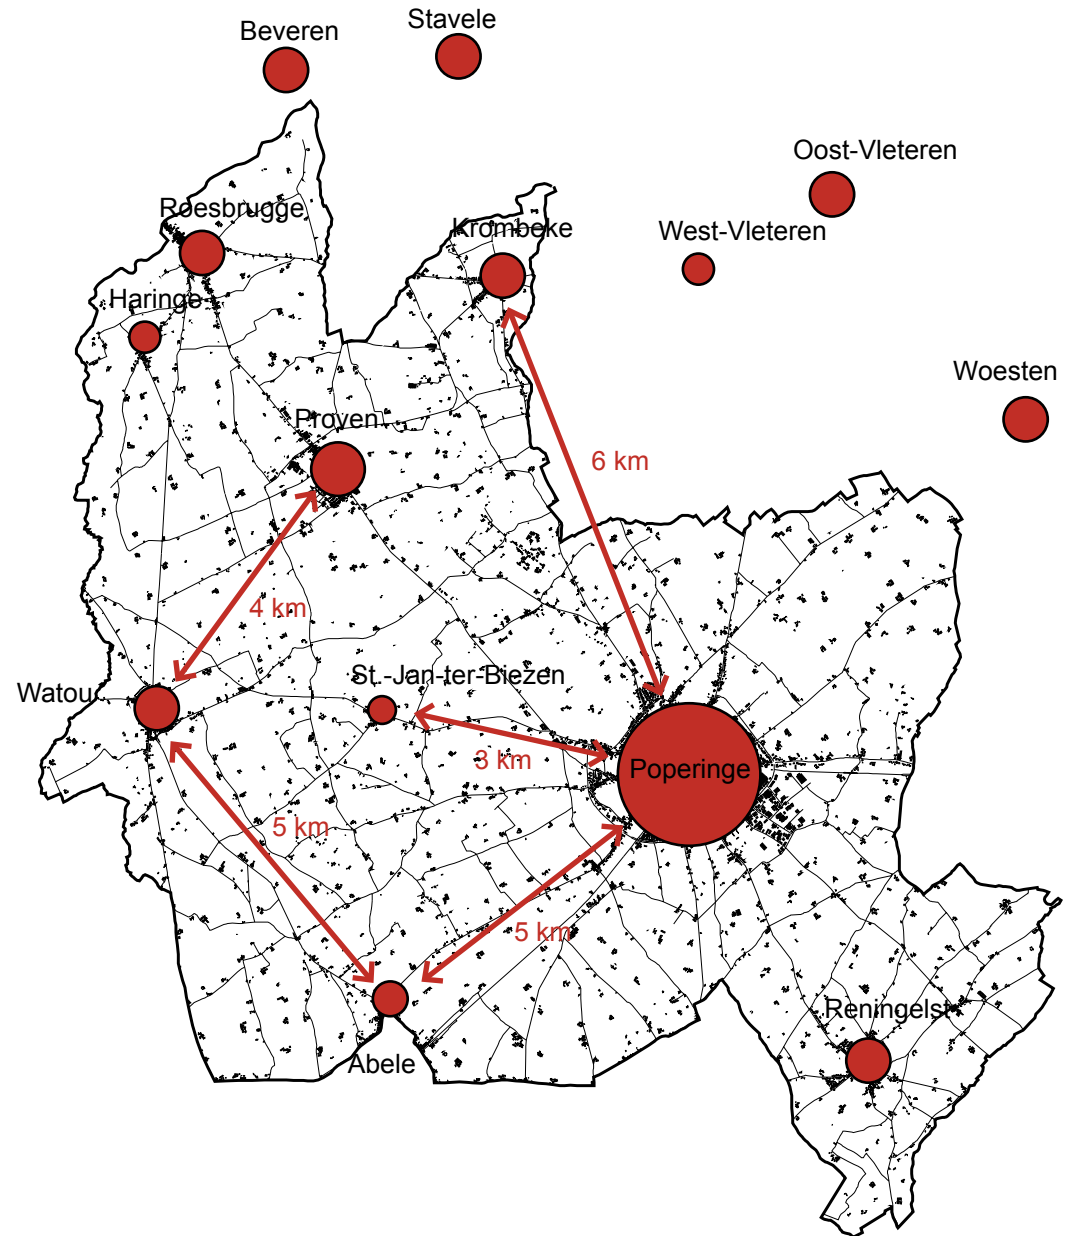 Stavele
Beveren
Oost-Vleteren
Roesbrugge
Krombeke
West-Vleteren
Haringe
Woesten
Proven
6 km
4 km
St.-Jan-ter-Biezen
Watou
3 km
Poperinge
5 km
5 km
Reningelst
Abele